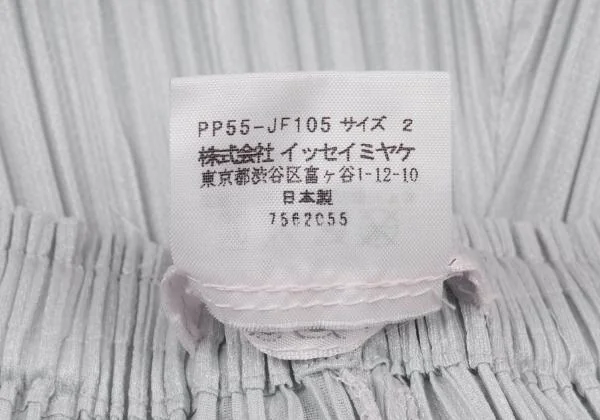 PP55-JF105 サイズ 2
株式会社 イッセイミヤケ
東京都渋谷区富ヶ谷1-12-10
日本製
7562055